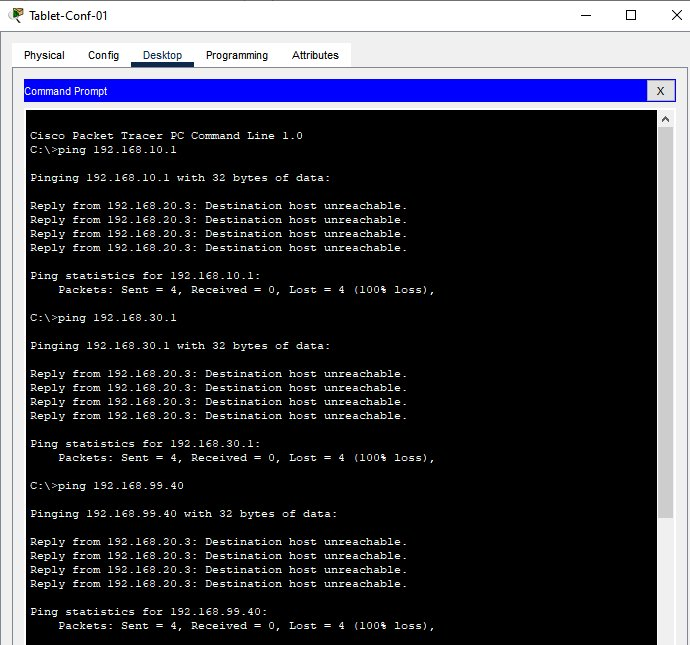 Tablet-Conf-01
Physical Config Desktop Programming Attributes
Command Prompt X
Cisco Packet Tracer PC Command Line 1.0
C:\>ping 192.168.10.1
Pinging 192.168.10.1 with 32 bytes of data:
Reply from 192.168.20.3: Destination host unreachable.
Reply from 192.168.20.3: Destination host unreachable.
Reply from 192.168.20.3: Destination host unreachable.
Reply from 192.168.20.3: Destination host unreachable.
Ping statistics for 192.168.10.1:
Packets: Sent = 4, Received = 0, Lost = 4 (100% loss),
C:\>ping 192.168.30.1
Pinging 192.168.30.1 with 32 bytes of data:
Reply from 192.168.20.3: Destination host unreachable.
Reply from 192.168.20.3: Destination host unreachable.
Reply from 192.168.20.3: Destination host unreachable.
Reply from 192.168.20.3: Destination host unreachable.
Ping statistics for 192.168.30.1:
Packets: Sent = 4, Received = 0, Lost = 4 (100% loss),
C:\>ping 192.168.99.40
Pinging 192.168.99.40 with 32 bytes of data:
Reply from 192.168.20.3: Destination host unreachable.
Reply from 192.168.20.3: Destination host unreachable.
Reply from 192.168.20.3: Destination host unreachable.
Reply from 192.168.20.3: Destination host unreachable.
Ping statistics for 192.168.99.40:
Packets: Sent = 4, Received = 0, Lost = 4 (100% loss),